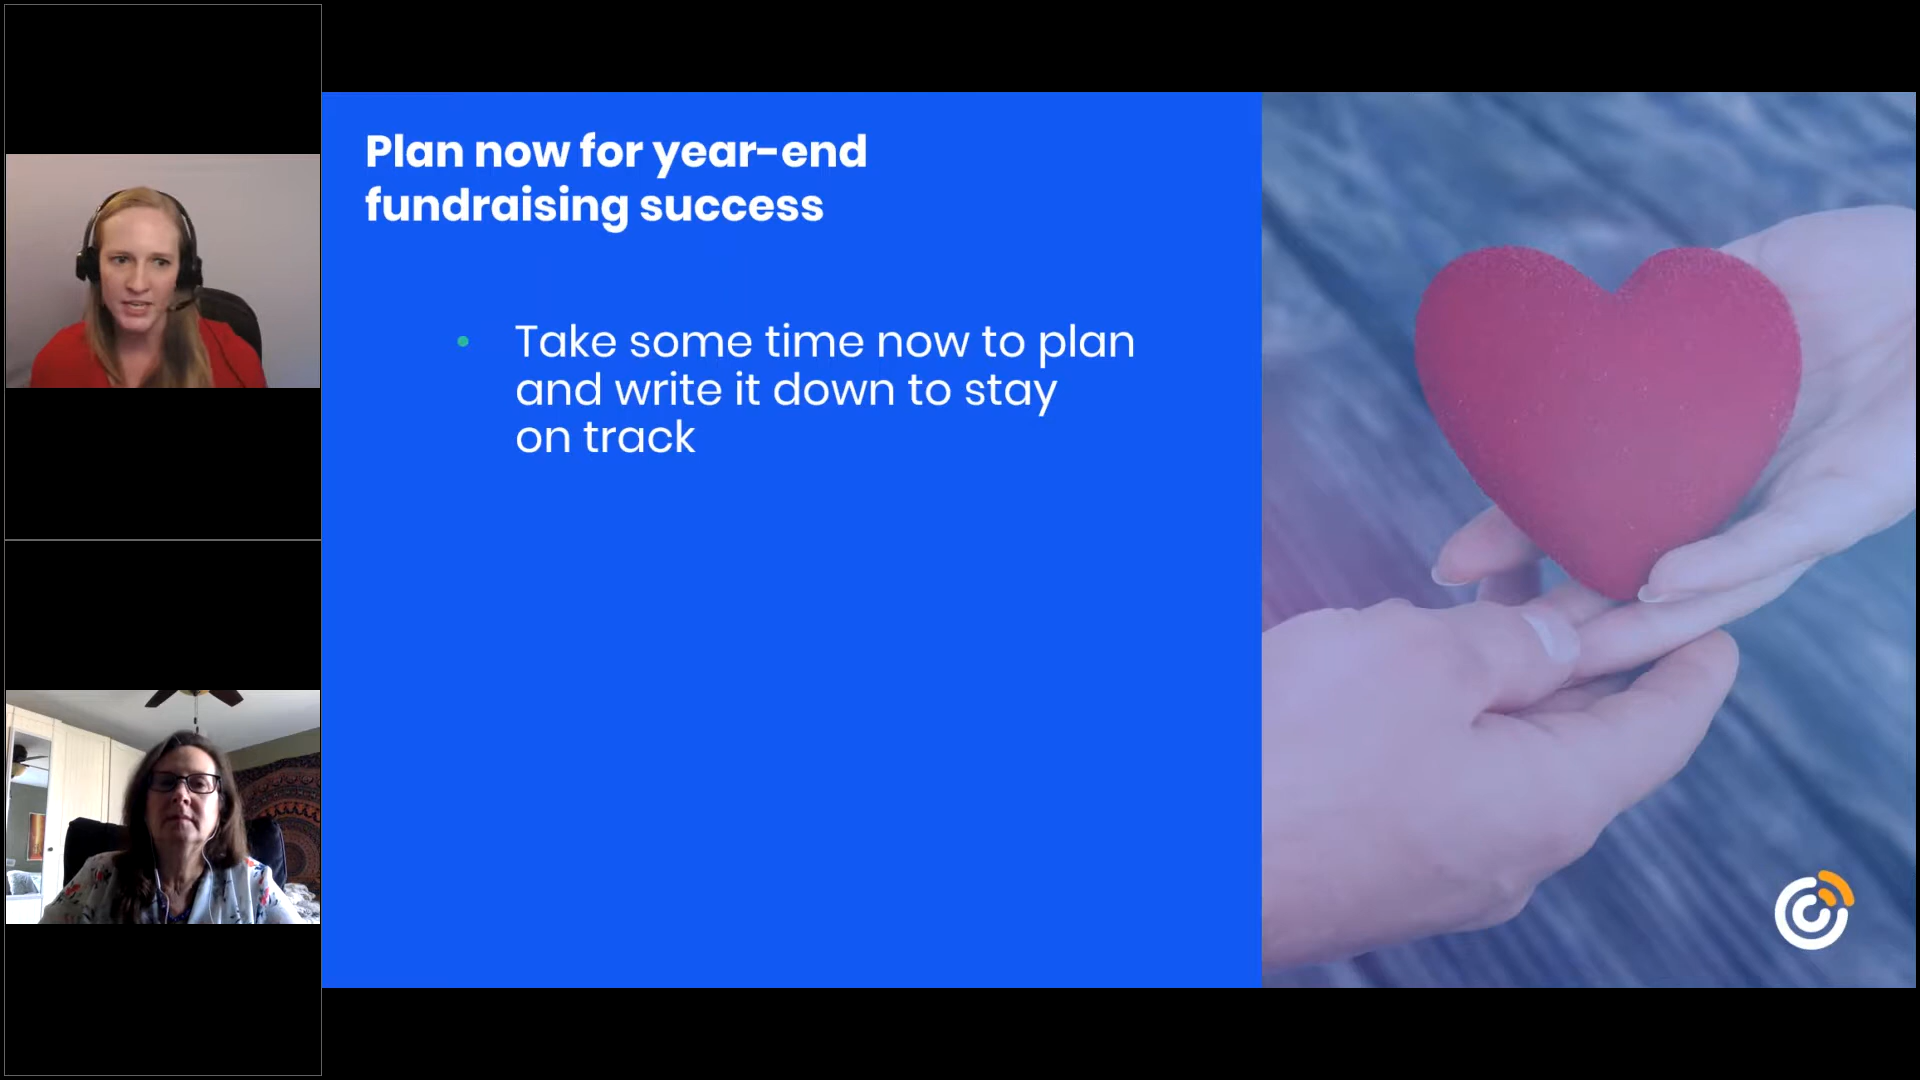 Plan now for year-end
fundraising success
• Take some time now to plan
and write it down to stay
on track